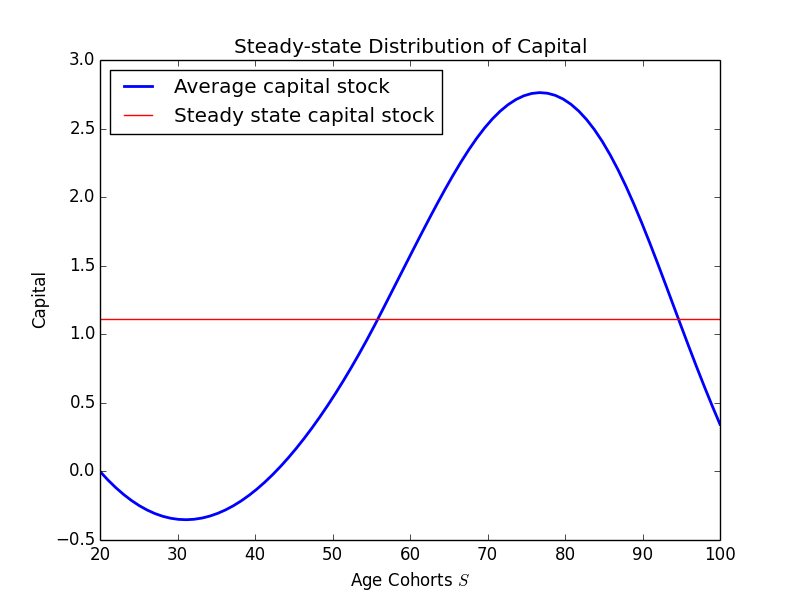 Steady-state Distribution of Capital
Average capital stock
Steady state capital stock
3.0
2.5
2.0
1.5
1.0
0.5
0.0
−0.5
Capital
20 30 40 50 60 70 80 90 100
Age Cohorts S